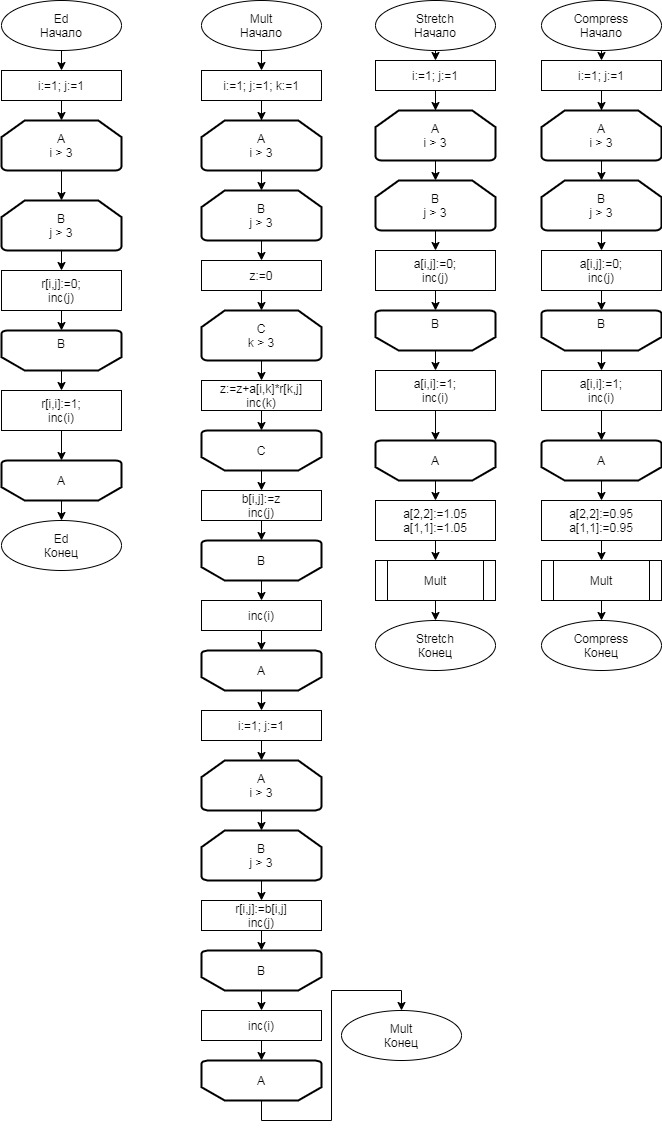 Ed
Начало
i:=1; j:=1
A
i > 3
B
j > 3
r[i,j]:=0;
inc(j)
B
r[i,i]:=1;
inc(i)
A
Ed
Конец
Mult
Начало
i:=1; j:=1; k:=1
A
i > 3
B
j > 3
z:=0
C
k > 3
z:=z+a[i,k]*r[k,j]
inc(k)
C
b[i,j]:=z
inc(j)
B
inc(i)
A
i:=1; j:=1
A
i > 3
B
j > 3
r[i,j]:=b[i,j]
inc(j)
B
inc(i)
A
Mult
Конец
Stretch
Начало
i:=1; j:=1
A
i > 3
B
j > 3
a[i,j]:=0;
inc(j)
B
a[i,i]:=1;
inc(i)
A
a[2,2]:=1.05
a[1,1]:=1.05
Mult
Stretch
Конец
Compress
Начало
i:=1; j:=1
A
i > 3
B
j > 3
a[i,j]:=0;
inc(j)
B
a[i,i]:=1;
inc(i)
A
a[2,2]:=0.95
a[1,1]:=0.95
Mult
Compress
Конец